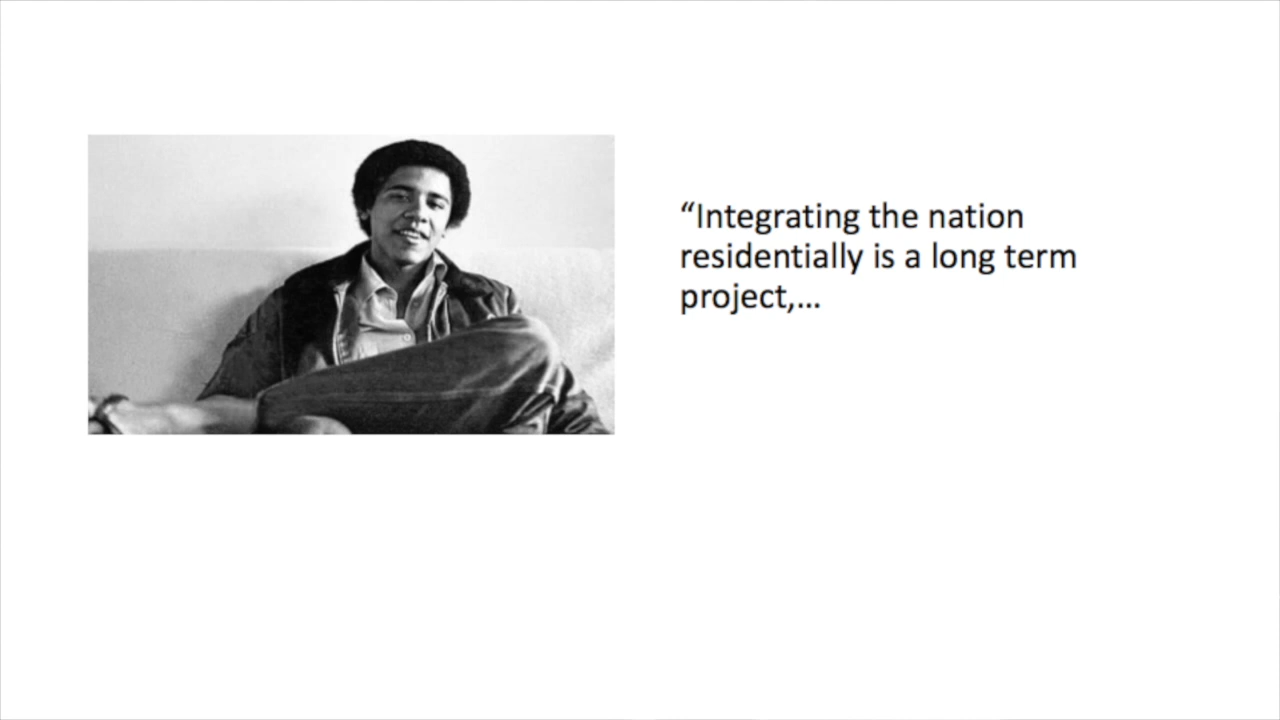 “Integrating the nation
residentially is a long term
project,...